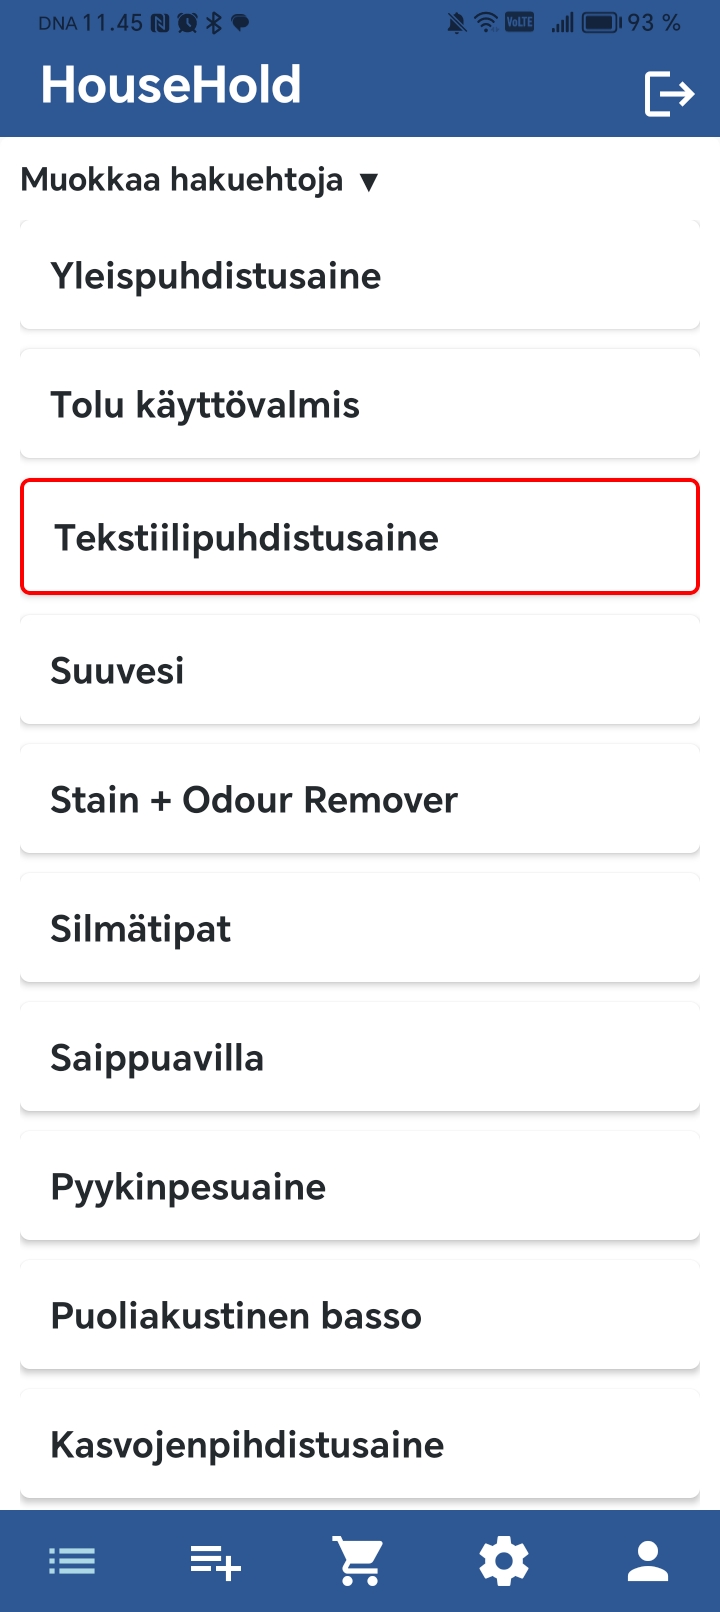 DNA 11.45 VoLTE 93 %
HouseHold
Muokkaa hakuehtoja ▼
Yleispuhdistusaine
Tolu käyttövalmis
Tekstiilipuhdistusaine
Suuvesi
Stain + Odour Remover
Silmätipat
Saippuavilla
Pyykinpesuaine
Puoliakustinen basso
Kasvojenpihdistusaine